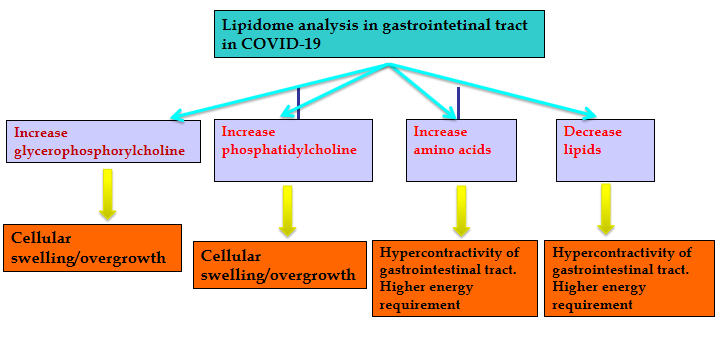 Lipidome analysis in gastrointetinal tract
in COVID-19
Increase
glycerophosphorylcholine
Increase
phosphatidylcholine
Increase
amino acids
Decrease
lipids
Cellular
swelling/overgrowth
Cellular
swelling/overgrowth
Hypercontractivity of
gastrointestinal tract.
Higher energy
requirement
Hypercontractivity of
gastrointestinal tract.
Higher energy
requirement